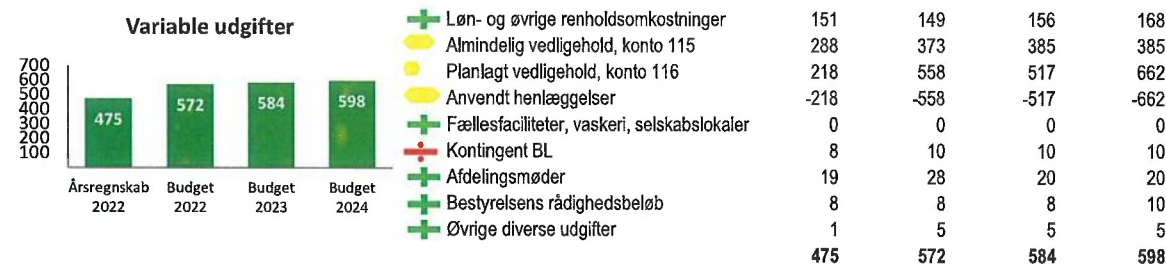 Variable udgifter
700
600
500
400
300
200
100
475
572
584
598
Årsregnskab 2022
Budget 2022
Budget 2023
Budget 2024
Løn- og øvrige renholdsomkostninger 151 149 156 168
Almindelig vedligehold, konto 115 288 373 385 385
Planlagt vedligehold, konto 116 218 558 517 662
Anvendt henlæggelser -218 -558 -517 -662
Fællesfaciliteter, vaskeri, selskabslokaler 0 0 0 0
Kontingent BL 8 10 10 10
Afdelingsmøder 19 28 20 20
Bestyrelsens rådighedsbeløb 8 8 8 10
Øvrige diverse udgifter 1 5 5 5
475 572 584 598